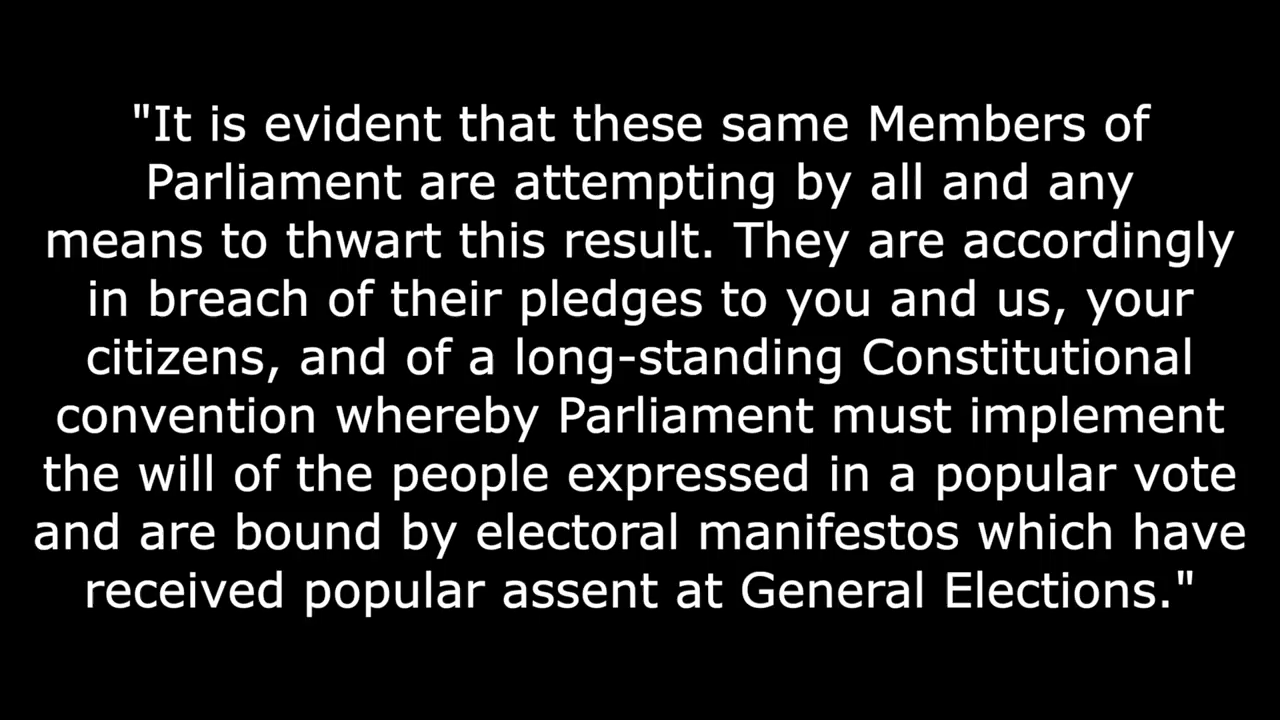 "It is evident that these same Members of
Parliament are attempting by all and any
means to thwart this result. They are accordingly
in breach of their pledges to you and us, your
citizens, and of a long-standing Constitutional
convention whereby Parliament must implement
the will of the people expressed in a popular vote
and are bound by electoral manifestos which have
received popular assent at General Elections."